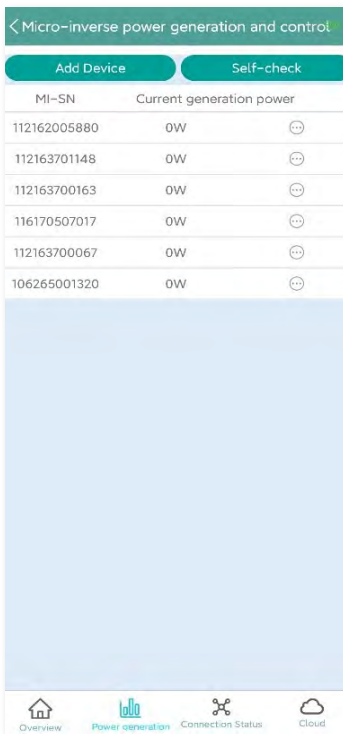 Micro-inverse power generation and control
Add Device Self-check
MI-SN Current generation power
112162005880 0W
112163701148 0W
112163700163 0W
116170507017 0W
112163700067 0W
106265001320 0W
Overview Power generation Connection Status Cloud